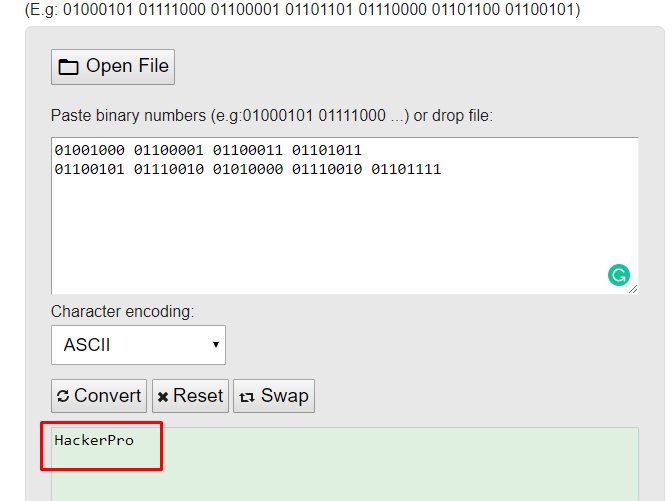 (E.g: 01000101 01111000 01100001 01101101 01110000 01101100 01100101)
Open File
Paste binary numbers (e.g:01000101 01111000 ...) or drop file:
01001000 01100001 01100011 01101011
01100101 01110010 01010000 01110010 01101111
Character encoding:
ASCII
Convert Reset Swap
HackerPro